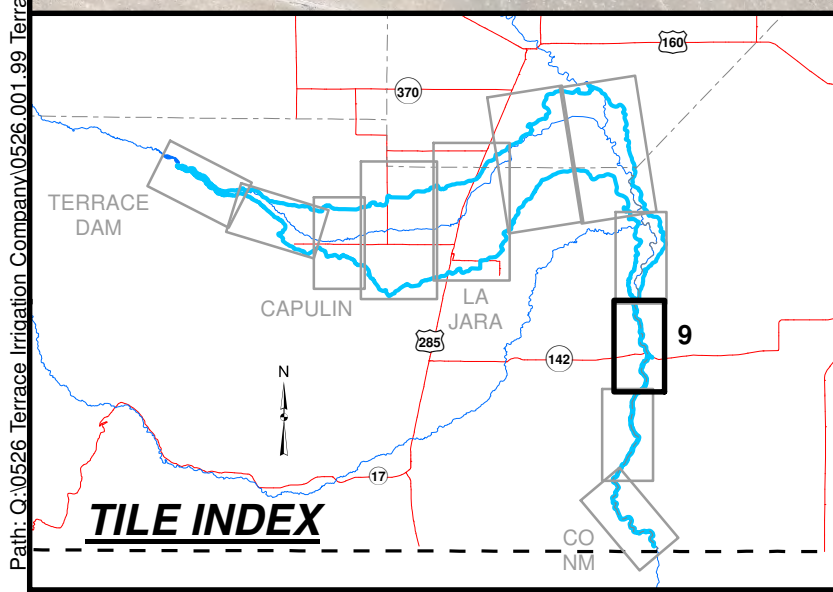 Path: Q:\0526 Terrace Irrigation Company\0526.001.99 Terra
160
370
TERRACE
DAM
CAPULIN
LA
JARA
285
9
142
N
17
TILE INDEX
CO
NM